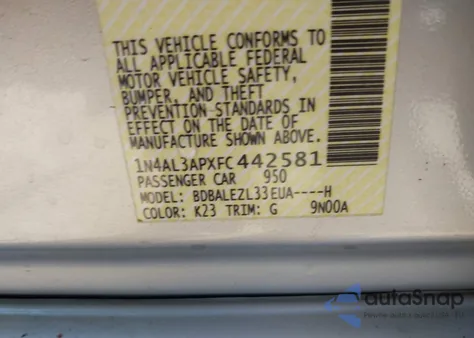 THIS VEHICLE CONFORMS TO
ALL APPLICABLE FEDERAL
MOTOR VEHICLE SAFETY,
BUMPER, AND THEFT
PREVENTION STANDARDS IN
EFFECT ON THE DATE OF
MANUFACTURE SHOWN ABOVE.
1N4AL3APXFC442581
PASSENGER CAR 950
MODEL: BDBALEZL33EUA----H
COLOR: K23 TRIM: G 9N00A
autoSnap